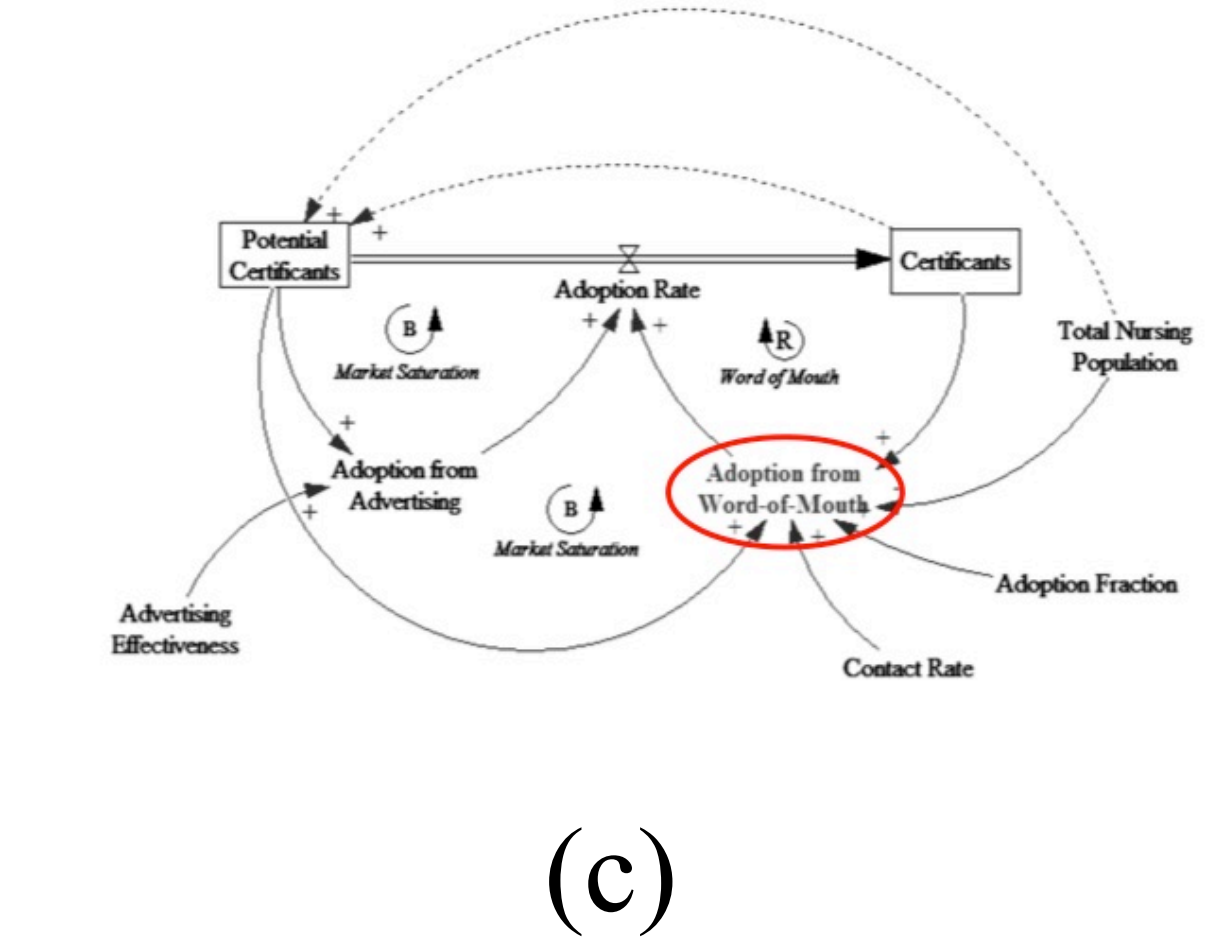 +
+
Potential
Certificants
Certificants
Adoption Rate
+
+
B
Market Saturation
R
Word of Mouth
Total Nursing
Population
+
+
Adoption from
Advertising
Adoption from
Word-of-Mouth
+
B
Market Saturation
+
+
+
Adoption Fraction
Advertising
Effectiveness
Contact Rate
(c)